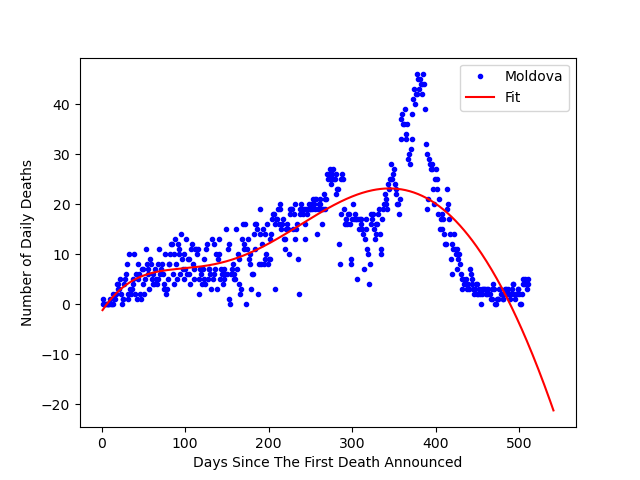 Moldova
Fit
Number of Daily Deaths
40
30
20
10
0
−10
−20
0 100 200 300 400 500
Days Since The First Death Announced